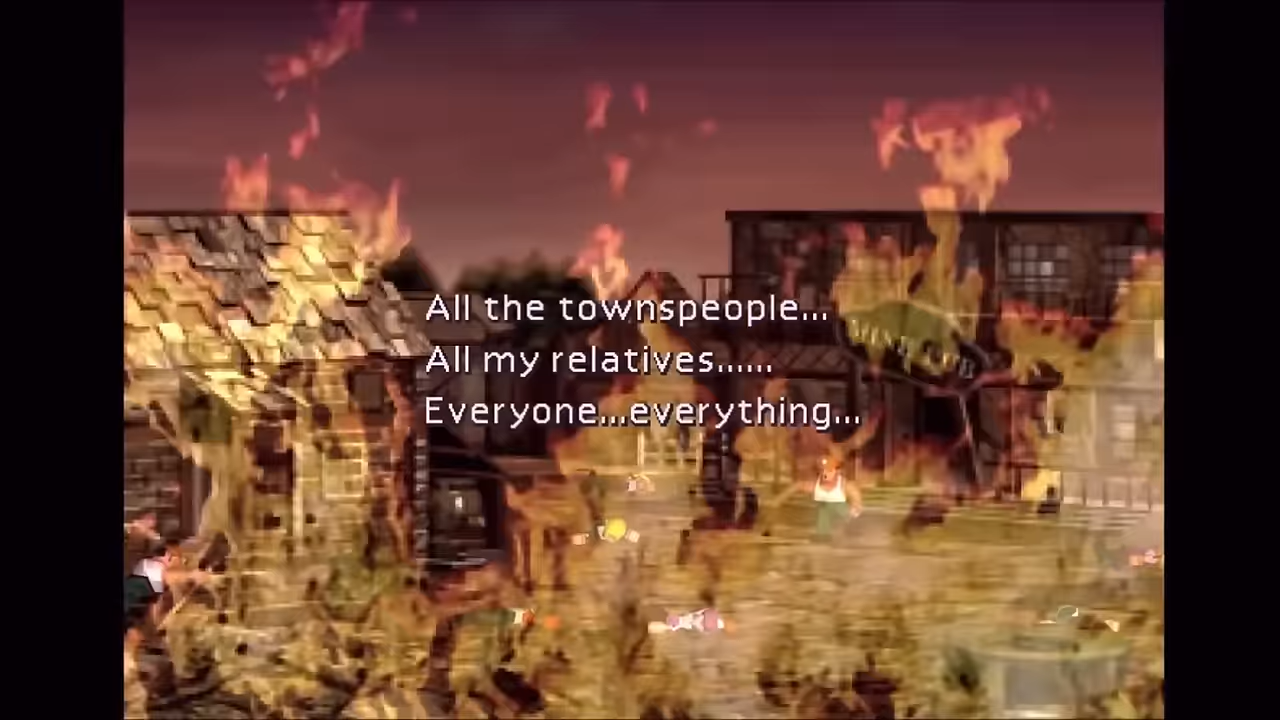 All the townspeople...
All my relatives......
Everyone...everything...